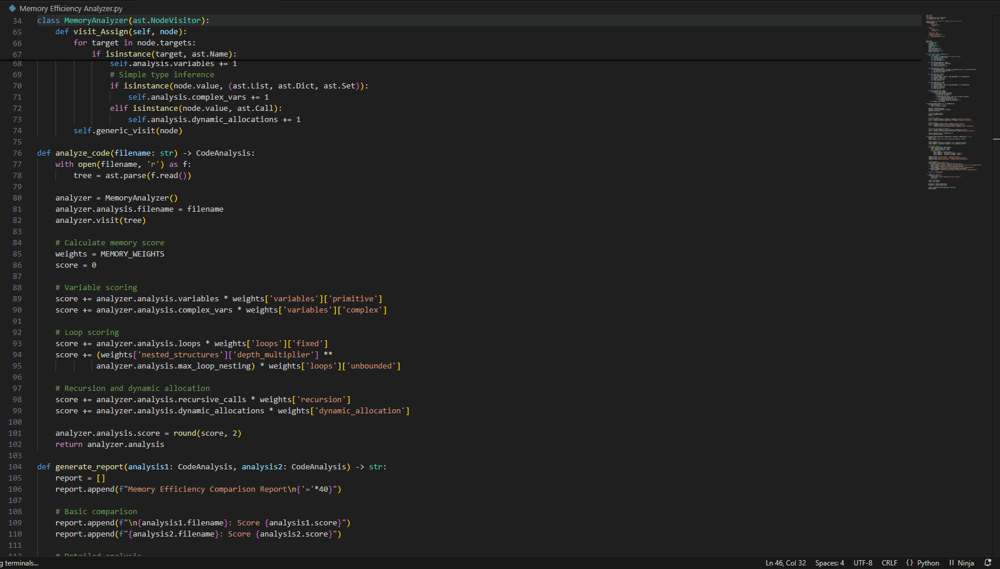 Memory Efficiency Analyzer.py
34 class MemoryAnalyzer(ast.NodeVisitor):
65     def visit_Assign(self, node):
66         for target in node.targets:
67             if isinstance(target, ast.Name):
68                 self.analysis.variables += 1
69                 # Simple type inference
70                 if isinstance(node.value, (ast.List, ast.Dict, ast.Set)):
71                     self.analysis.complex_vars += 1
72                 elif isinstance(node.value, ast.Call):
73                     self.analysis.dynamic_allocations += 1
74         self.generic_visit(node)
75
76 def analyze_code(filename: str) -> CodeAnalysis:
77     with open(filename, 'r') as f:
78         tree = ast.parse(f.read())
79
80     analyzer = MemoryAnalyzer()
81     analyzer.analysis.filename = filename
82     analyzer.visit(tree)
83
84     # Calculate memory score
85     weights = MEMORY_WEIGHTS
86     score = 0
87
88     # Variable scoring
89     score += analyzer.analysis.variables * weights['variables']['primitive']
90     score += analyzer.analysis.complex_vars * weights['variables']['complex']
91
92     # Loop scoring
93     score += analyzer.analysis.loops * weights['loops']['fixed']
94     score += (weights['nested_structures']['depth_multiplier'] **
95              analyzer.analysis.max_loop_nesting) * weights['loops']['unbounded']
96
97     # Recursion and dynamic allocation
98     score += analyzer.analysis.recursive_calls * weights['recursion']
99     score += analyzer.analysis.dynamic_allocations * weights['dynamic_allocation']
100
101     analyzer.analysis.score = round(score, 2)
102     return analyzer.analysis
103
104 def generate_report(analysis1: CodeAnalysis, analysis2: CodeAnalysis) -> str:
105     report = []
106     report.append(f"Memory Efficiency Comparison Report\n{'='*40}")
107
108     # Basic comparison
109     report.append(f"\n{analysis1.filename}: Score {analysis1.score}")
110     report.append(f"{analysis2.filename}: Score {analysis2.score}")
111
112     # Detailed analysis
g terminals... Ln 46, Col 32 Spaces: 4 UTF-8 CRLF {} Python Ninja